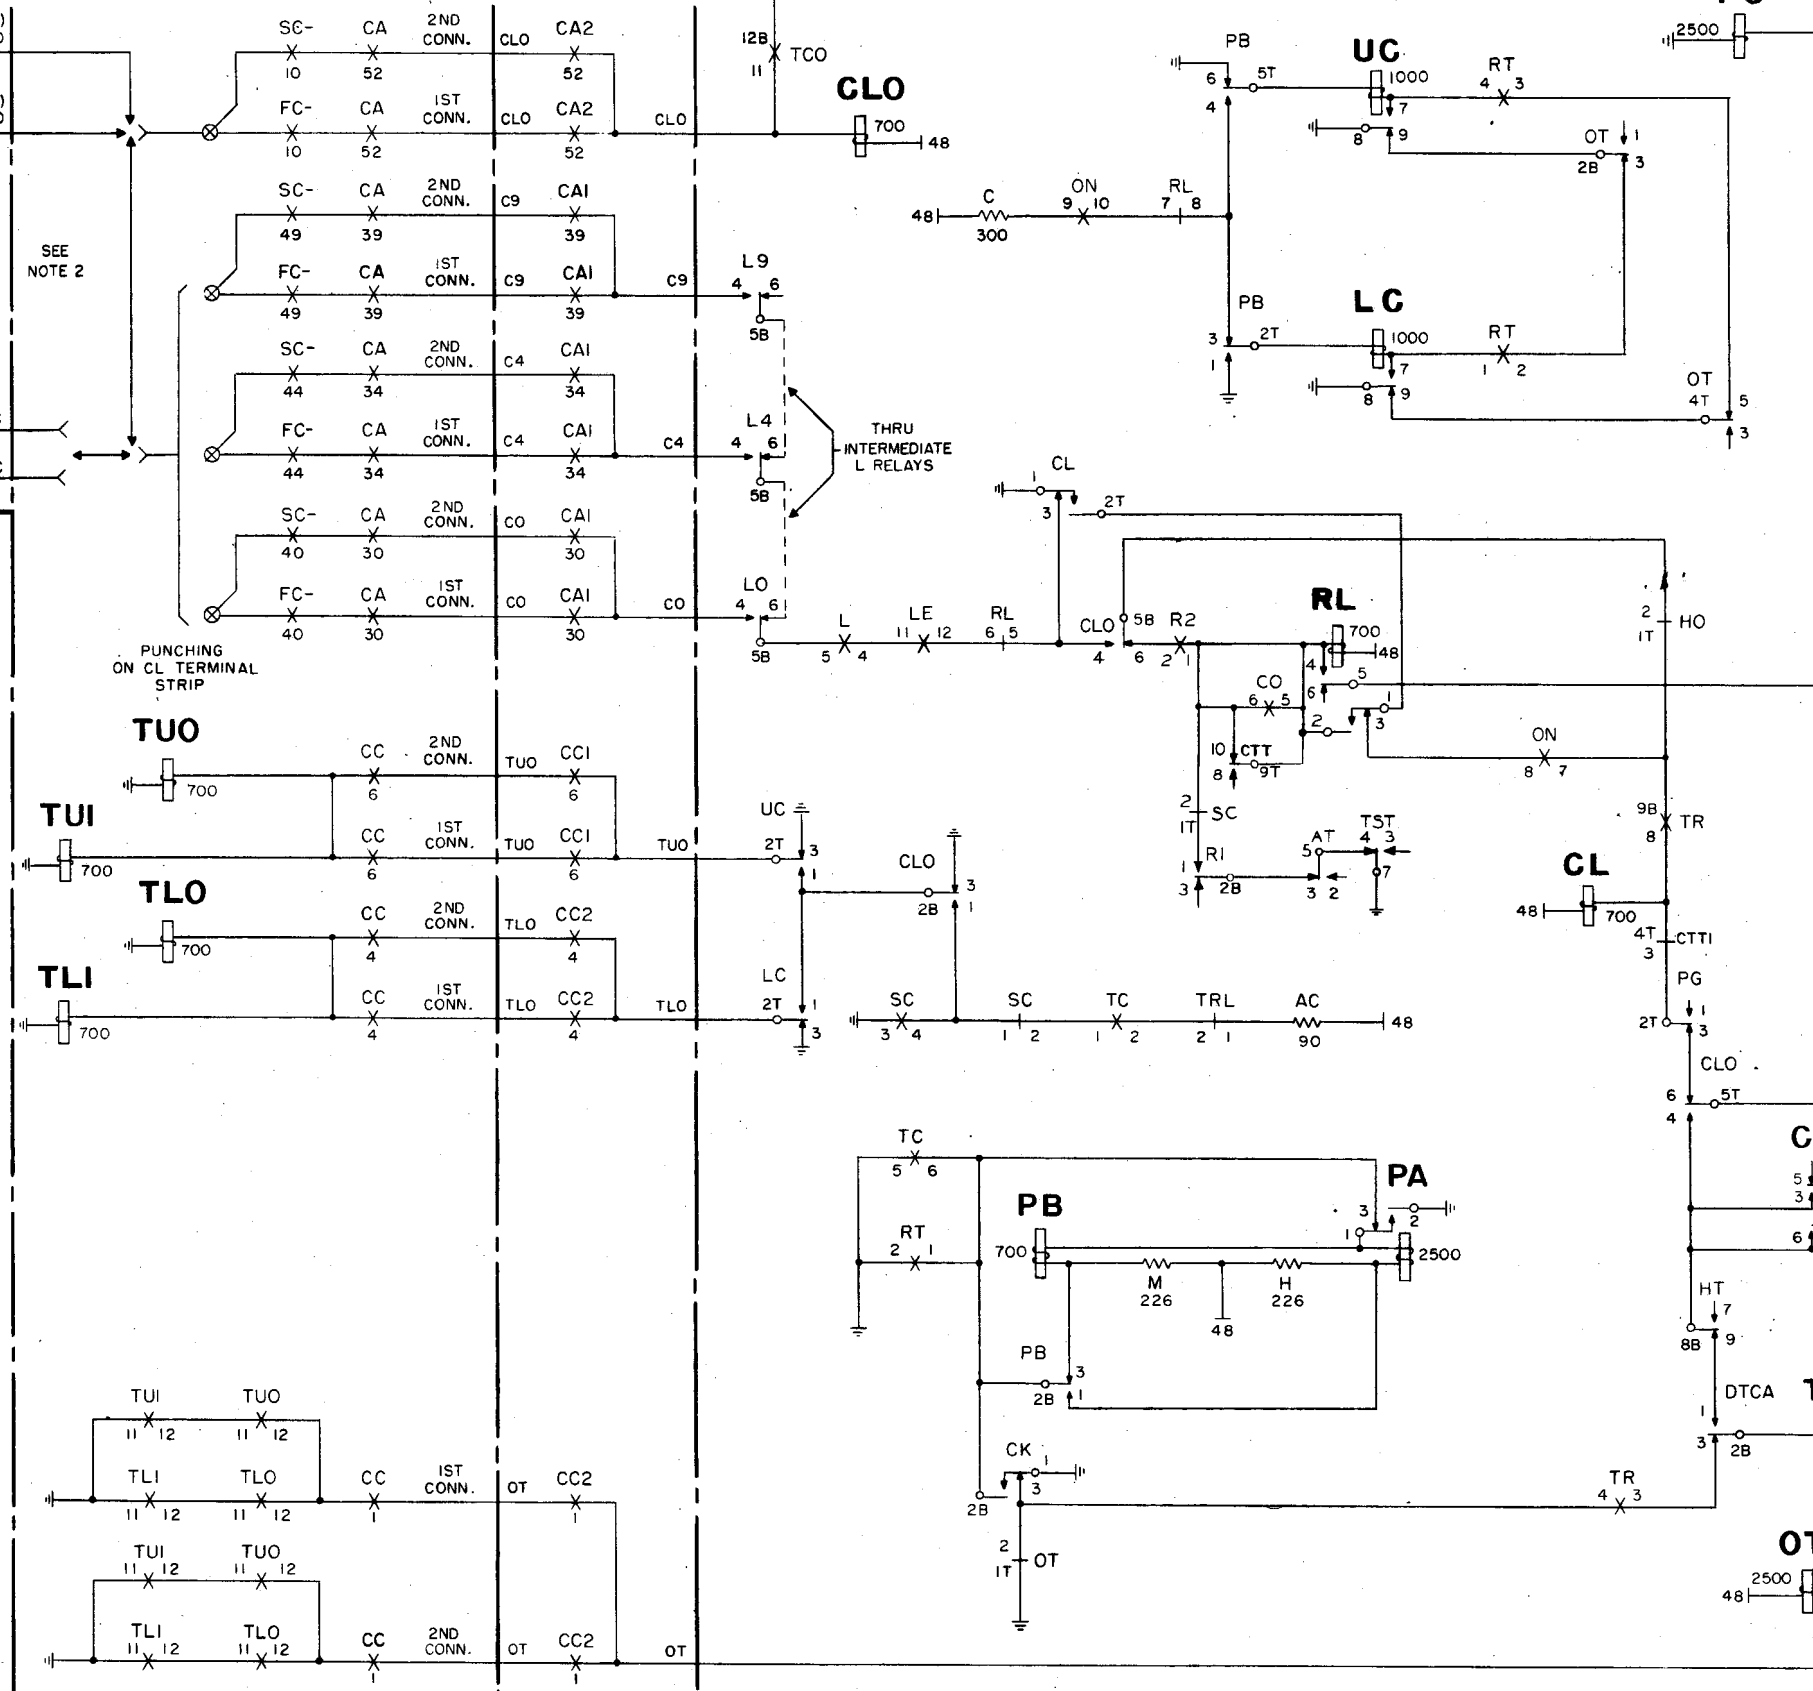 SC- CA 2ND CONN. CLO CA2
10 52 52
FC- CA 1ST CONN. CLO CA2 CLO
10 52 52
12B TCO
11
CLO
700
48
SC- CA 2ND CONN. C9 CA1
49 39 39
FC- CA 1ST CONN. C9 CA1 C9
49 39 39
L9
4 6
5B
SC- CA 2ND CONN. C4 CA1
44 34 34
FC- CA 1ST CONN. C4 CA1 C4
44 34 34
L4
4 6
5B
SC- CA 2ND CONN. CO CA1
40 30 30
FC- CA 1ST CONN. CO CA1 CO
40 30 30
LO
4 6
5B
SEE
NOTE 2
THRU
INTERMEDIATE
L RELAYS
PUNCHING
ON CL TERMINAL
STRIP
2500
PB
6 5T
4
UC
1000
7
8 9
RT
4 3
OT
1
2B 3
C
48 300
ON
9 10
RL
7 8
PB
3 2T
1
LC
1000
7
8 9
RT
1 2
OT
4T 5
3
CL
1
3 2T
L
5 4
LE
11 12
RL
6 5
CLO
4 5B
6
R2
2 1
RL
700
48
4
6 5
CO
6 5
2 1
3
10 CTT
8 9T
2
1T SC
1 R1
3 2B
AT
5
3 2
TST
4 3
7
2
1T HO
ON
8 7
9B
8 TR
CL
48 700
4T
3 CTT1
PG
1
2T 3
CLO
6 5T
4
C
5
3
6
HT
7
8B 9
DTCA
1
3 2B
TR
4 3
OT
2500
48
TUO
700
CC 2ND CONN. TUO CC1
6 6
TU1
700
CC 1ST CONN. TUO CC1 TUO
6 6
TLO
700
CC 2ND CONN. TLO CC2
4 4
TL1
700
CC 1ST CONN. TLO CC2 TLO
4 4
UC
2T 3
1
CLO
3
2B 1
LC
2T 1
3
SC
3 4
SC
1 2
TC
1 2
TRL
2 1
AC
90
48
TC
5 6
RT
2 1
PB
700
M
226
48
H
226
PA
3
1 2
2500
PB
3
2B 1
CK
1
3
2B
2
1T OT
TU1 TUO
11 12 11 12
TL1 TLO CC 1ST CONN. OT CC2
11 12 11 12 1 1
TU1 TUO
11 12 11 12
TL1 TLO CC 2ND CONN. OT CC2 OT
11 12 11 12 1 1